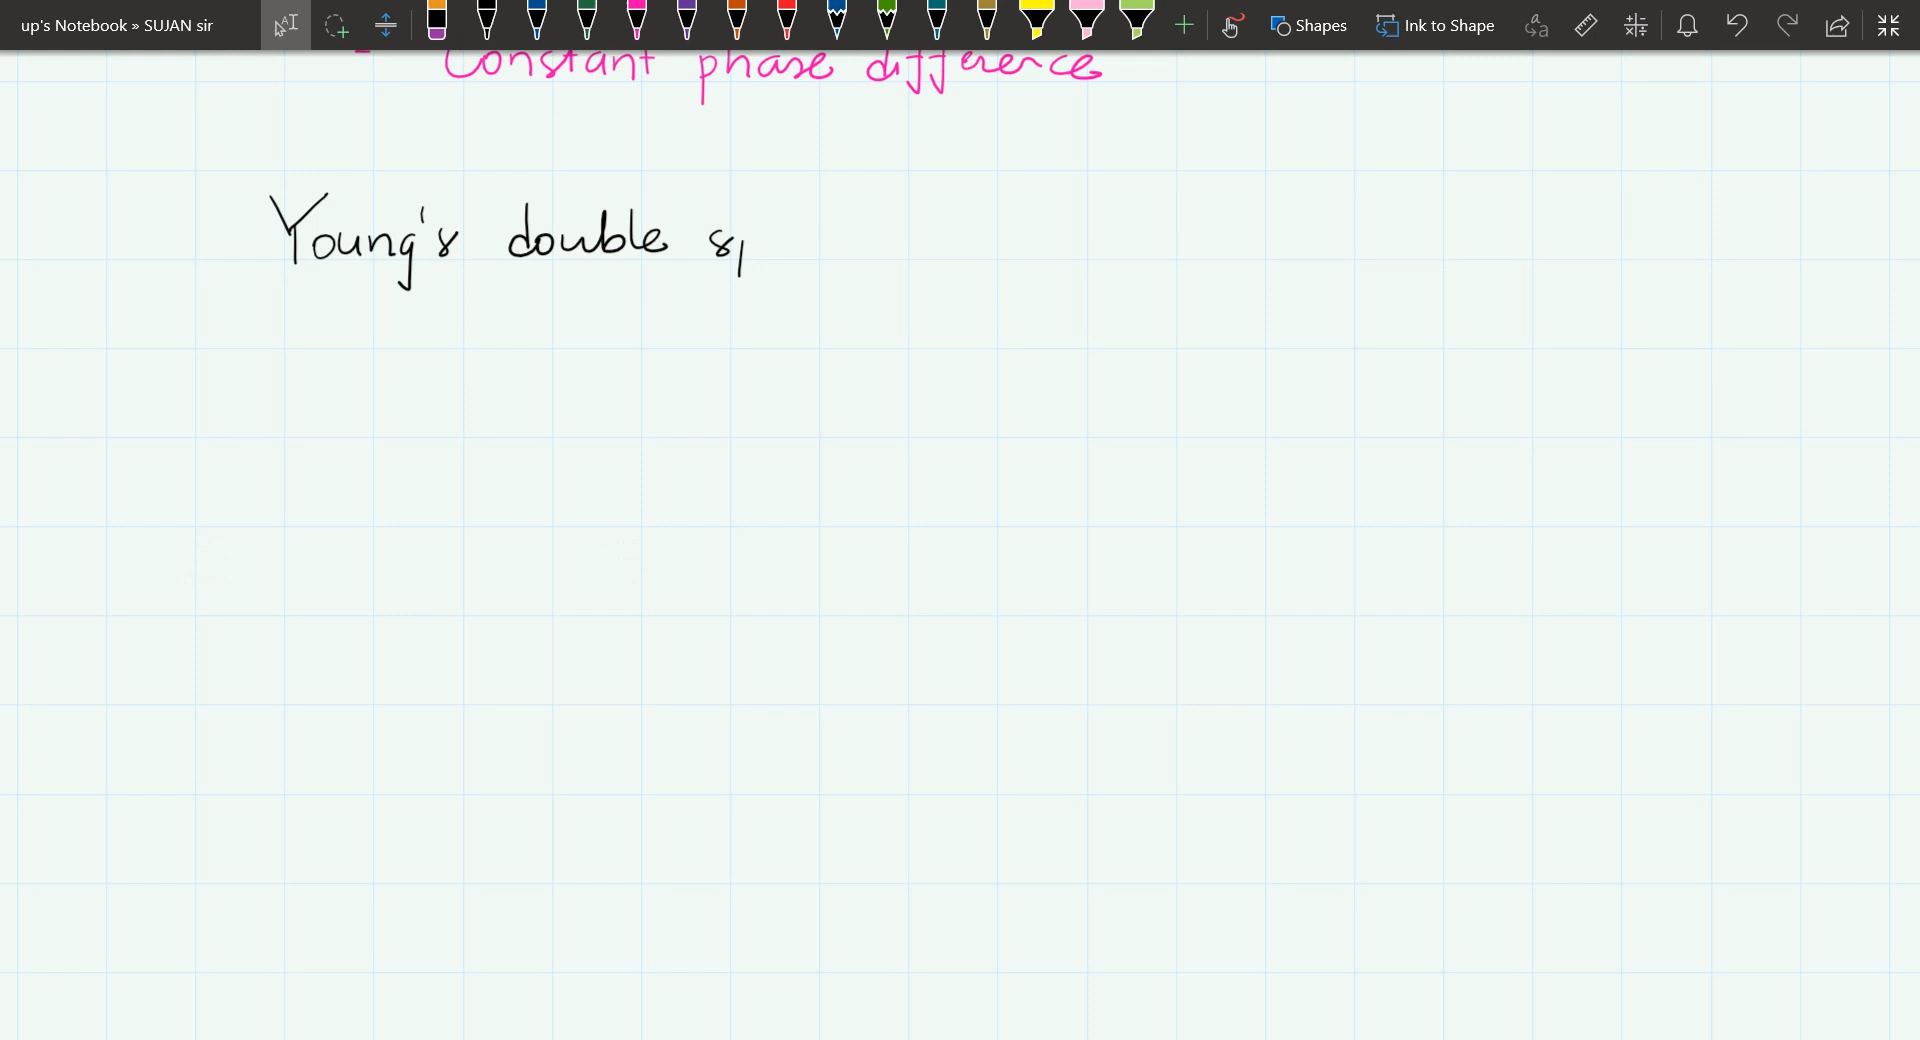 up's Notebook » SUJAN sir
Shapes
Ink to Shape
- Constant phase difference
Young's double sl